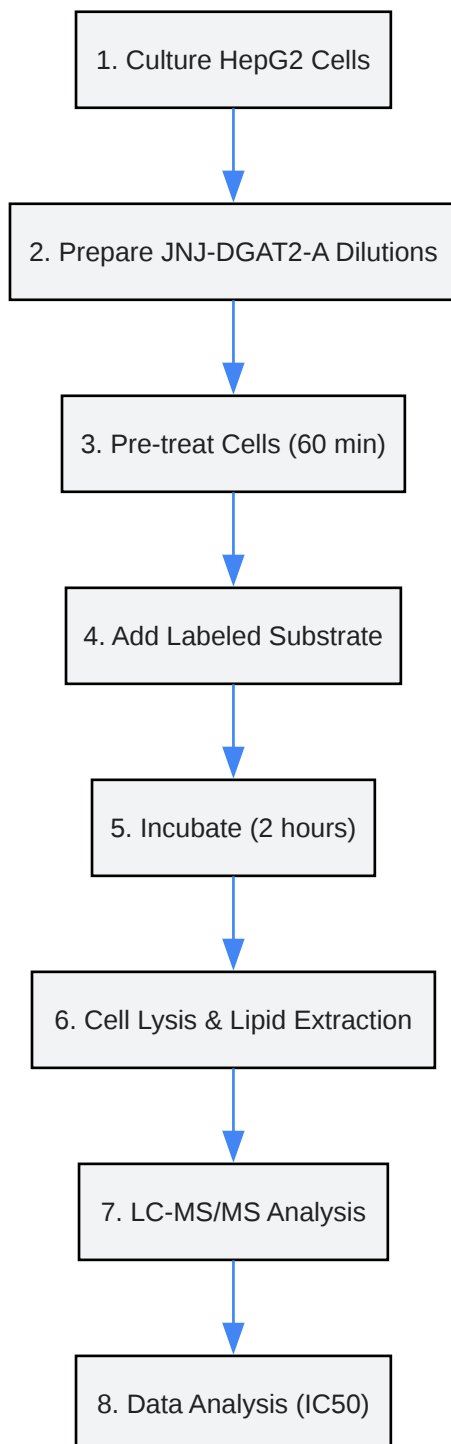 1. Culture HepG2 Cells
2. Prepare JNJ-DGAT2-A Dilutions
3. Pre-treat Cells (60 min)
4. Add Labeled Substrate
5. Incubate (2 hours)
6. Cell Lysis & Lipid Extraction
7. LC-MS/MS Analysis
8. Data Analysis (IC50)